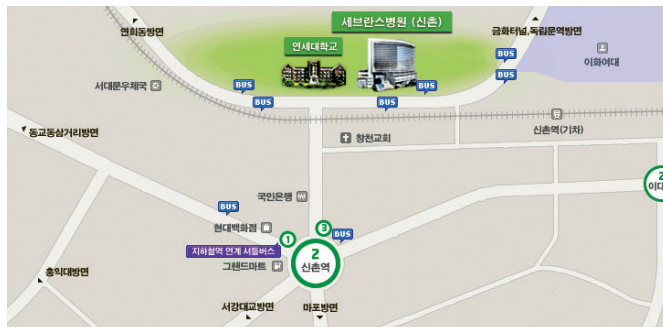 세브란스병원 (신촌)
연희동방면
금화터널,독립문역방면
연세대학교
이화여대
서대문우체국
BUS
BUS
BUS
BUS
BUS
BUS
동교동삼거리방면
창천교회
신촌역(기차)
국민은행
2
이대
BUS
현대백화점
1
3
BUS
지하철역 연계 셔틀버스
2
신촌역
그랜드마트
홍익대방면
서강대교방면
마포방면